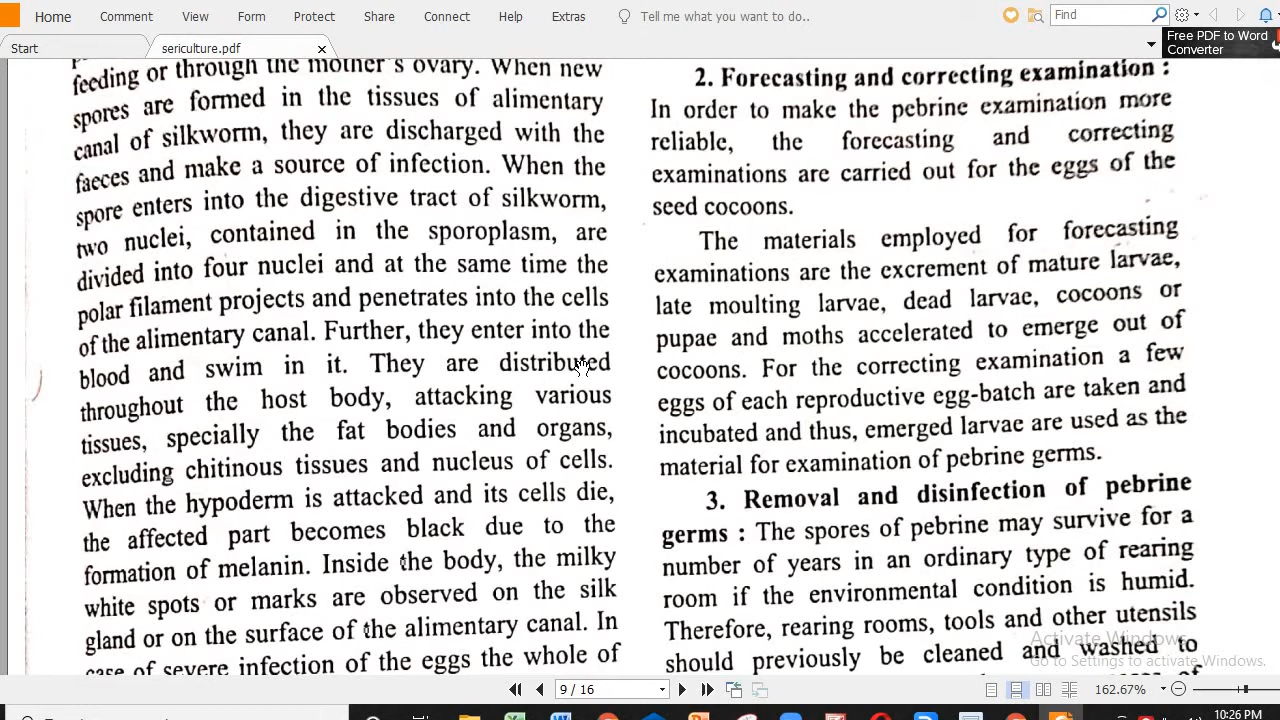 Home Comment View Form Protect Share Connect Help Extras Tell me what you want to do.. Find
Start sericulture.pdf x
Free PDF to Word
Converter
feeding or through the mother's ovary. When new
spores are formed in the tissues of alimentary
canal of silkworm, they are discharged with the
faeces and make a source of infection. When the
spore enters into the digestive tract of silkworm,
two nuclei, contained in the sporoplasm, are
divided into four nuclei and at the same time the
polar filament projects and penetrates into the cells
of the alimentary canal. Further, they enter into the
blood and swim in it. They are distributed
throughout the host body, attacking various
tissues, specially the fat bodies and organs,
excluding chitinous tissues and nucleus of cells.
When the hypoderm is attacked and its cells die,
the affected part becomes black due to the
formation of melanin. Inside the body, the milky
white spots or marks are observed on the silk
gland or on the surface of the alimentary canal. In
case of severe infection of the eggs the whole of
2. Forecasting and correcting examination :
In order to make the pebrine examination more
reliable, the forecasting and correcting
examinations are carried out for the eggs of the
seed cocoons.
The materials employed for forecasting
examinations are the excrement of mature larvae,
late moulting larvae, dead larvae, cocoons or
pupae and moths accelerated to emerge out of
cocoons. For the correcting examination a few
eggs of each reproductive egg-batch are taken and
incubated and thus, emerged larvae are used as the
material for examination of pebrine germs.
3. Removal and disinfection of pebrine
germs : The spores of pebrine may survive for a
number of years in an ordinary type of rearing
room if the environmental condition is humid.
Therefore, rearing rooms, tools and other utensils
should previously be cleaned and washed to
Activate Windows
Go to Settings to activate Windows.
9 / 16 162.67%
10:26 PM